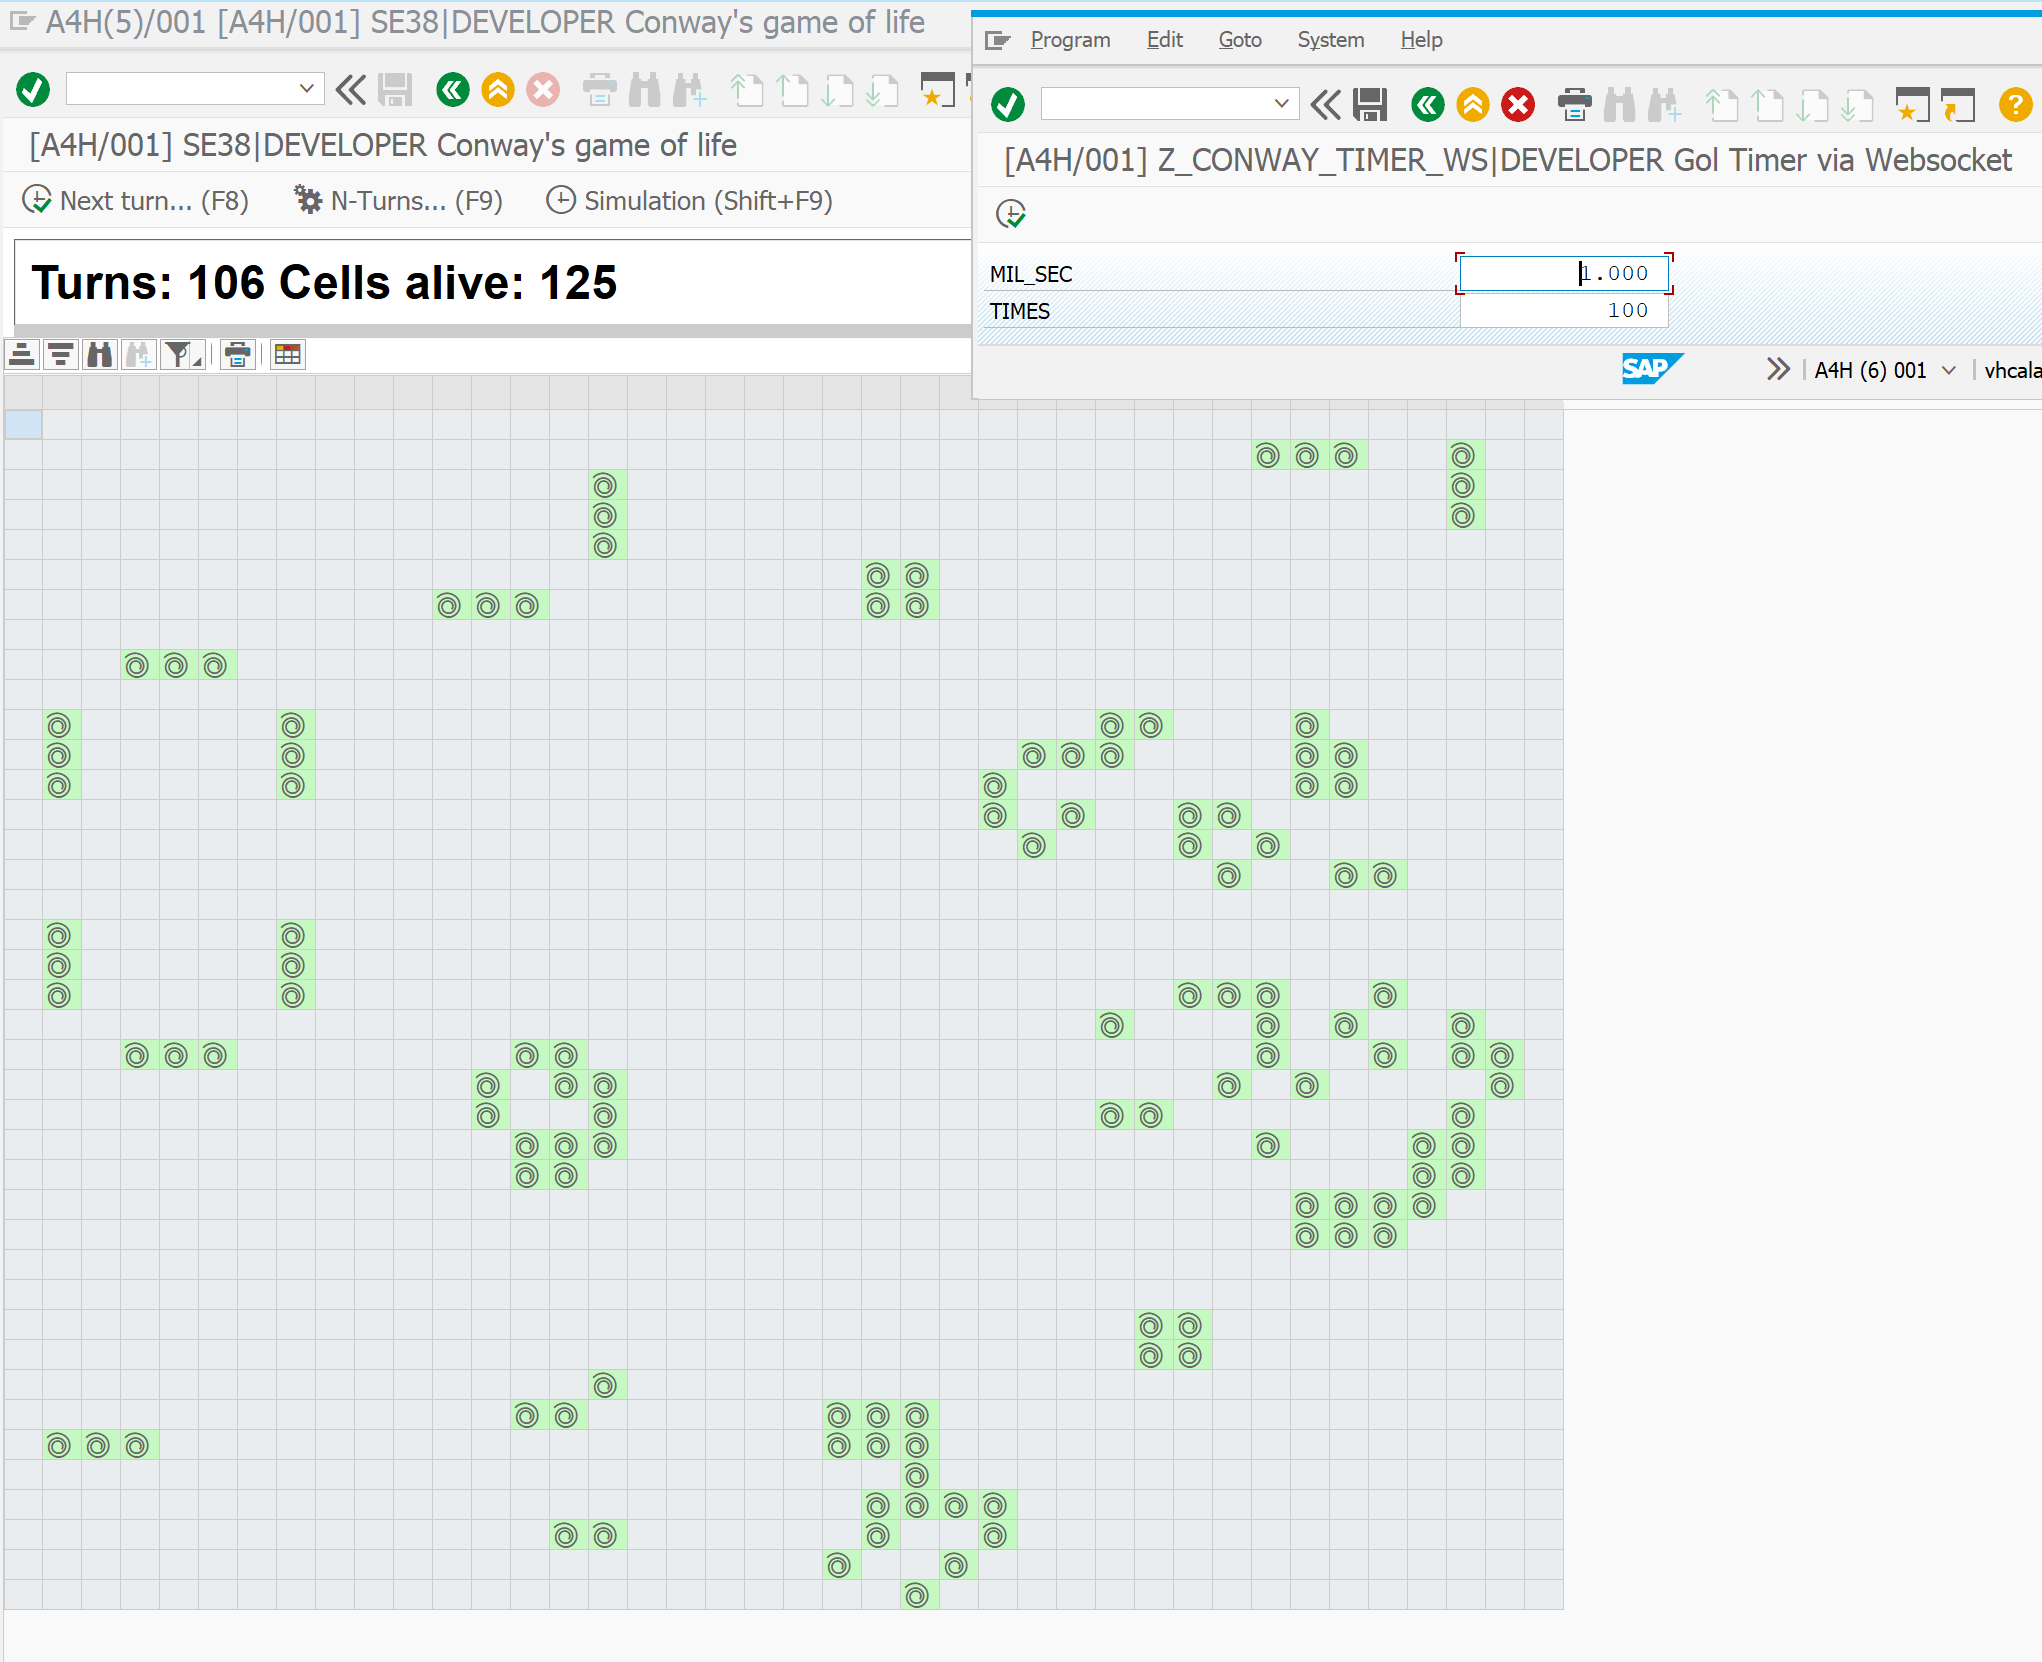 A4H(5)/001 [A4H/001] SE38|DEVELOPER Conway's game of life
[A4H/001] SE38|DEVELOPER Conway's game of life
Next turn... (F8) N-Turns... (F9) Simulation (Shift+F9)
Turns: 106 Cells alive: 125
Program Edit Goto System Help
[A4H/001] Z_CONWAY_TIMER_WS|DEVELOPER Gol Timer via Websocket
MIL_SEC 1.000
TIMES 100
SAP A4H (6) 001 vhcala